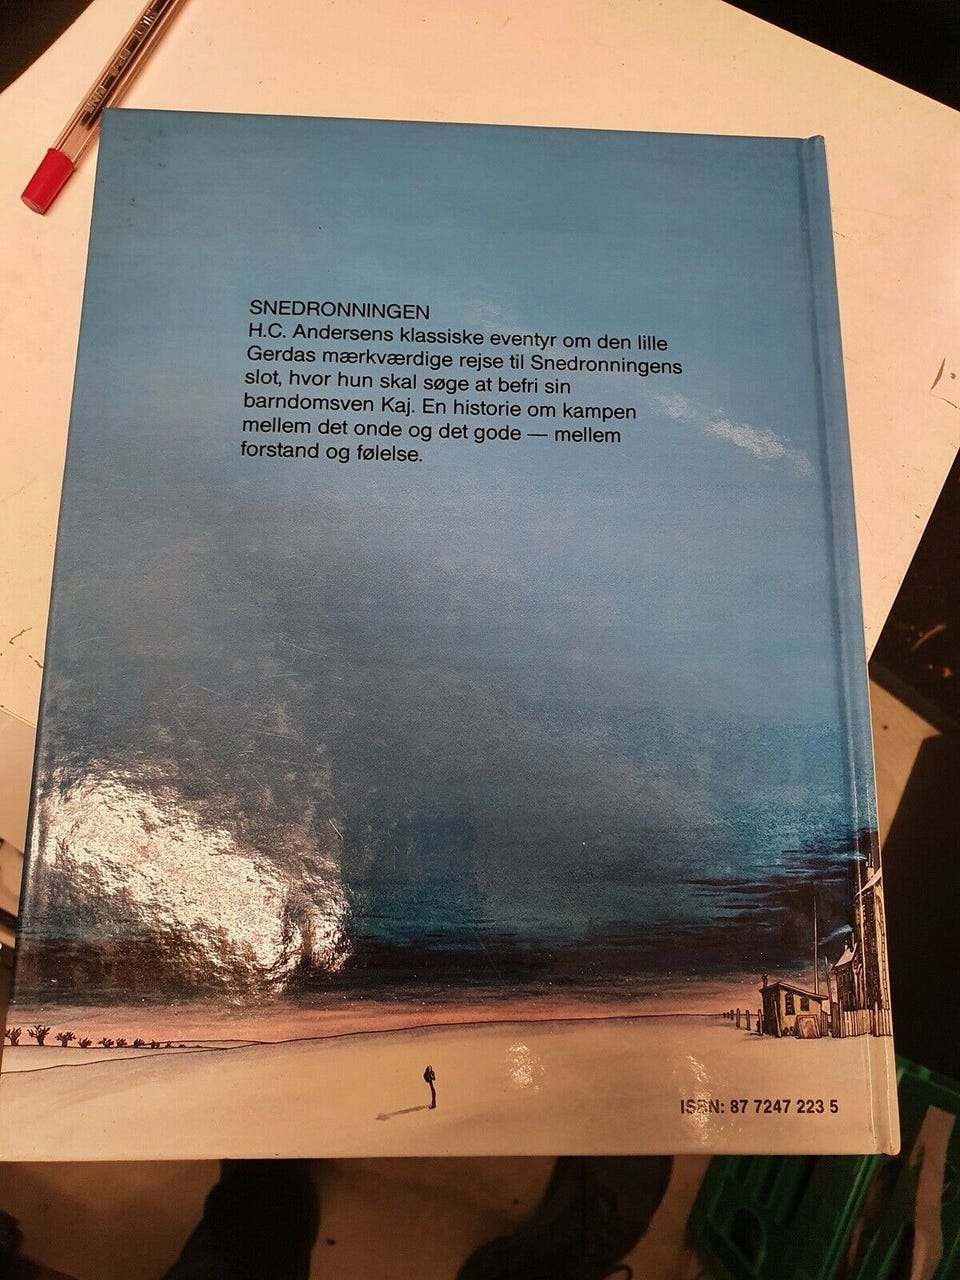 SNEDRONNINGEN
H.C. Andersens klassiske eventyr om den lille
Gerdas mærkværdige rejse til Snedronningens
slot, hvor hun skal søge at befri sin
barndomsven Kaj. En historie om kampen
mellem det onde og det gode — mellem
forstand og følelse.
ISBN: 87 7247 223 5